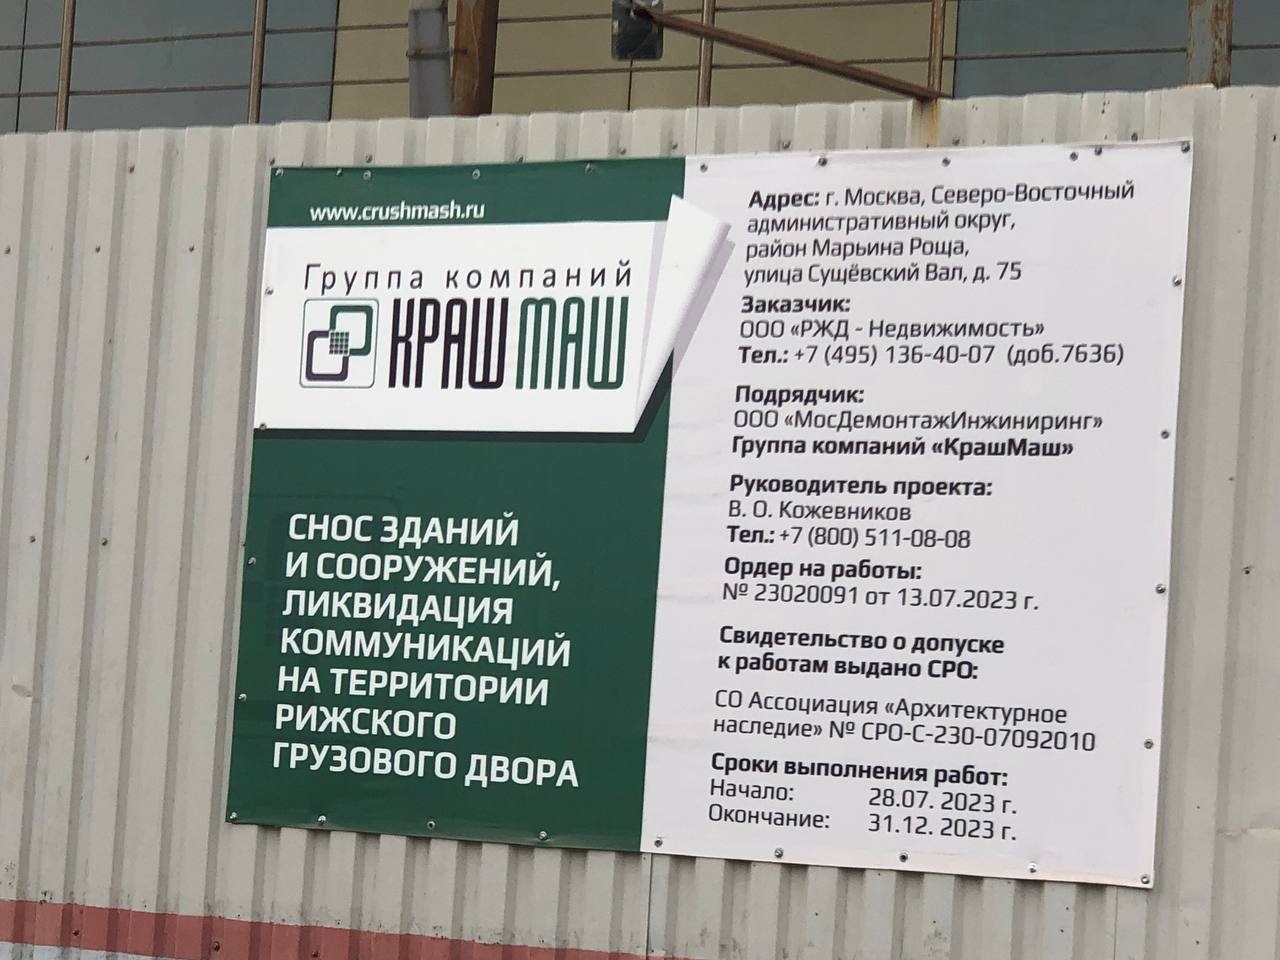 www.crushmash.ru
Группа компаний
КРАШМАШ
СНОС ЗДАНИЙ
И СООРУЖЕНИЙ,
ЛИКВИДАЦИЯ
КОММУНИКАЦИЙ
НА ТЕРРИТОРИИ
РИЖСКОГО
ГРУЗОВОГО ДВОРА
Адрес: г. Москва, Северо-Восточный
административный округ,
район Марьина Роща,
улица Сущёвский Вал, д. 75
Заказчик:
ООО «РЖД - Недвижимость»
Тел.: +7 (495) 136-40-07 (доб.7636)
Подрядчик:
ООО «МосДемонтажИнжиниринг»
Группа компаний «КрашМаш»
Руководитель проекта:
В. О. Кожевников
Тел.: +7 (800) 511-08-08
Ордер на работы:
№ 23020091 от 13.07.2023 г.
Свидетельство о допуске
к работам выдано СРО:
СО Ассоциация «Архитектурное
наследие» № СРО-С-230-07092010
Сроки выполнения работ:
Начало: 28.07. 2023 г.
Окончание: 31.12. 2023 г.